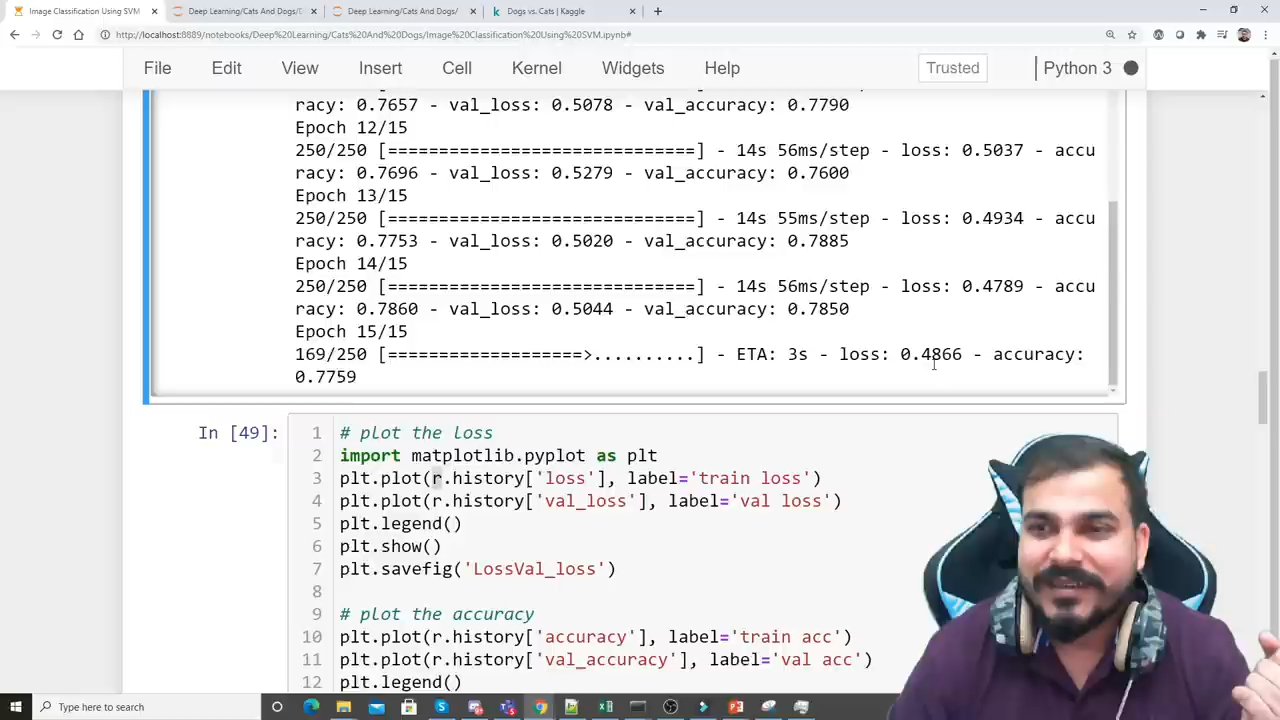 Image Classification Using SVM
Deep Learning/Cats And Dogs/
Deep Learning/Cats And Dogs/
Dogs vs. Cats | Kaggle
http://localhost:8889/notebooks/Deep%20Learning/Cats%20And%20Dogs/Image%20Classification%20Using%20SVM.ipynb#
File Edit View Insert Cell Kernel Widgets Help Trusted Python 3
racy: 0.7657 - val_loss: 0.5078 - val_accuracy: 0.7790
Epoch 12/15
250/250 [==============================] - 14s 56ms/step - loss: 0.5037 - accu
racy: 0.7696 - val_loss: 0.5279 - val_accuracy: 0.7600
Epoch 13/15
250/250 [==============================] - 14s 55ms/step - loss: 0.4934 - accu
racy: 0.7753 - val_loss: 0.5020 - val_accuracy: 0.7885
Epoch 14/15
250/250 [==============================] - 14s 56ms/step - loss: 0.4789 - accu
racy: 0.7860 - val_loss: 0.5044 - val_accuracy: 0.7850
Epoch 15/15
169/250 [===================>..........] - ETA: 3s - loss: 0.4866 - accuracy:
0.7759
In [49]:
1 # plot the loss
2 import matplotlib.pyplot as plt
3 plt.plot(r.history['loss'], label='train loss')
4 plt.plot(r.history['val_loss'], label='val loss')
5 plt.legend()
6 plt.show()
7 plt.savefig('LossVal_loss')
8
9 # plot the accuracy
10 plt.plot(r.history['accuracy'], label='train acc')
11 plt.plot(r.history['val_accuracy'], label='val acc')
12 plt.legend()
Type here to search